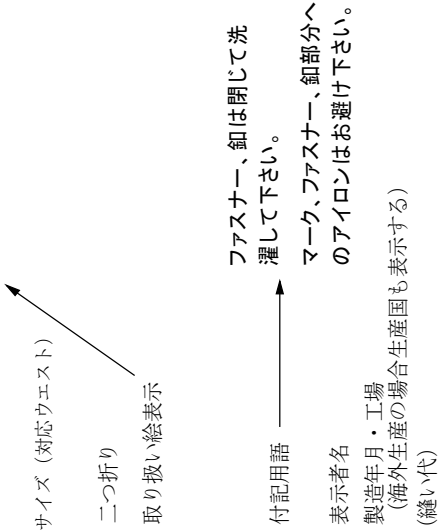 サイズ（対応ウエスト）
二つ折り
取り扱い絵表示
付記用語
ファスナー、釦は閉じて洗
濯して下さい。
マーク、ファスナー、釦部分へ
のアイロンはお避け下さい。
表示者名
製造年月・工場
（海外生産の場合生産国も表示する）
（縫い代）